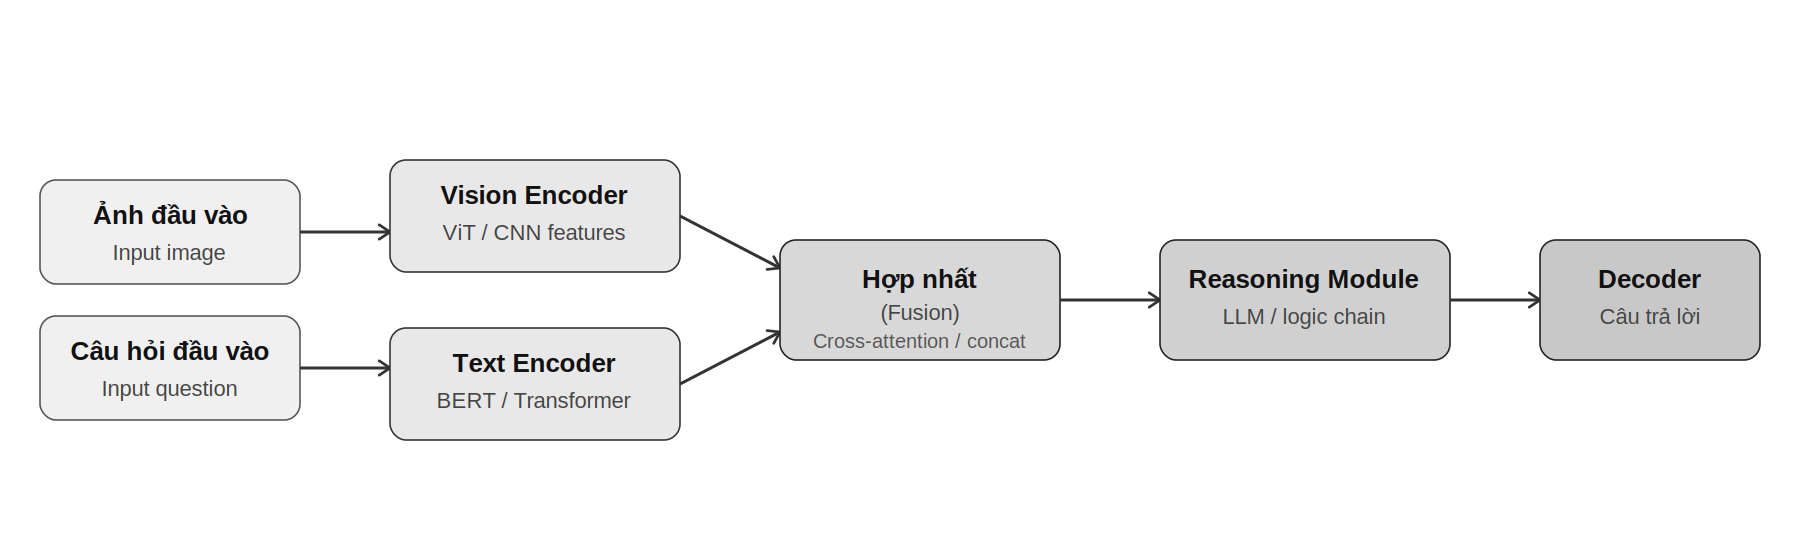 Ảnh đầu vào
Input image
Câu hỏi đầu vào
Input question
Vision Encoder
ViT / CNN features
Text Encoder
BERT / Transformer
Hợp nhất
(Fusion)
Cross-attention / concat
Reasoning Module
LLM / logic chain
Decoder
Câu trả lời